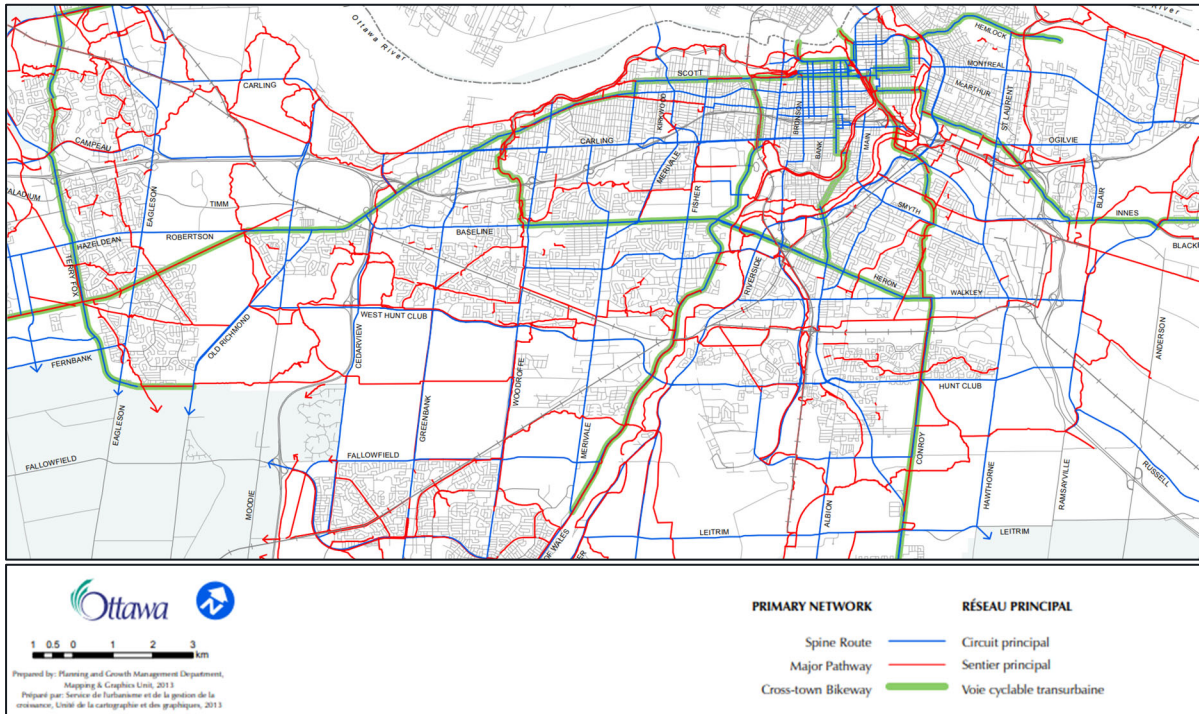 Ottawa River
River
HEMLOCK
MONTREAL
McARTHUR
ST LAURENT
OGILVIE
SCOTT
KIRKWOOD
BRONSON
BANK
MAIN
CARLING
CARLING
CAMPEAU
EAGLESON
TIMM
MERIVALE
FISHER
SMYTH
BLAIR
INNES
HAZELDEAN
ROBERTSON
TERRY FOX
BASELINE
RIVERSIDE
HERON
WALKLEY
ANDERSON
OLD RICHMOND
WEST HUNT CLUB
CEDARVIEW
FERNBANK
WOODROFFE
HUNT CLUB
EAGLESON
GREENBANK
MERIVALE
CONROY
FALLOWFIELD
FALLOWFIELD
MOODIE
HAWTHORNE
RAMSAYVILLE
RUSSELL
ALBION
LEITRIM
LEITRIM
OF WALES
Ottawa
N
1 0.5 0 1 2 3
km
Prepared by: Planning and Growth Management Department,
Mapping & Graphics Unit, 2013
Préparé par: Service de l'urbanisme et de la gestion de la
croissance, Unité de la cartographie et des graphiques, 2013
PRIMARY NETWORK RÉSEAU PRINCIPAL
Spine Route Circuit principal
Major Pathway Sentier principal
Cross-town Bikeway Voie cyclable transurbaine